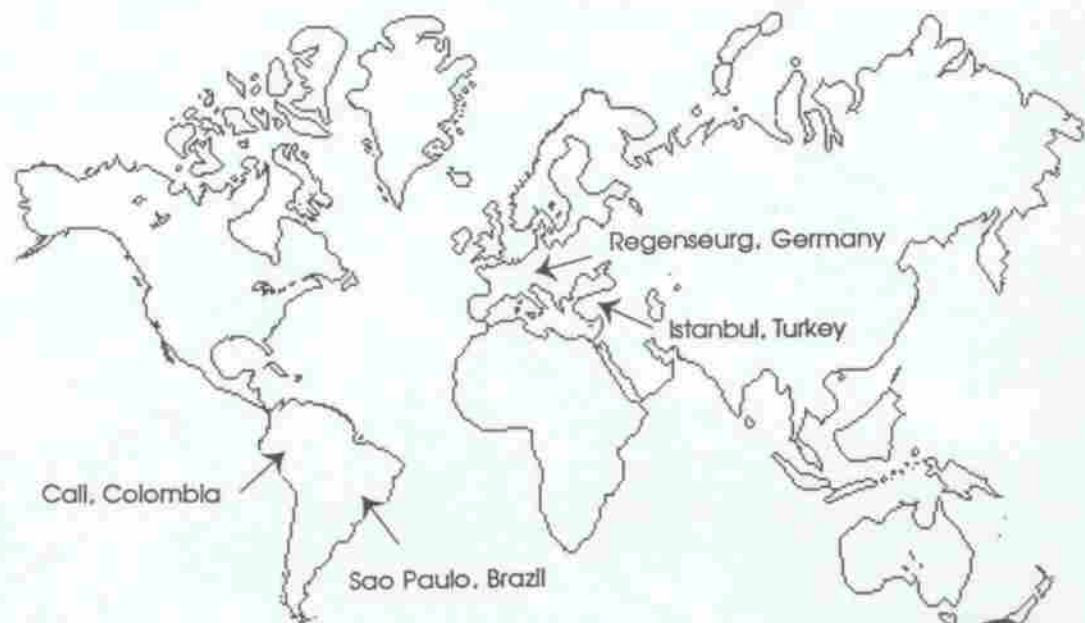 Regenseurg, Germany
Istanbul, Turkey
Cali, Colombia
Sao Paulo, Brazil